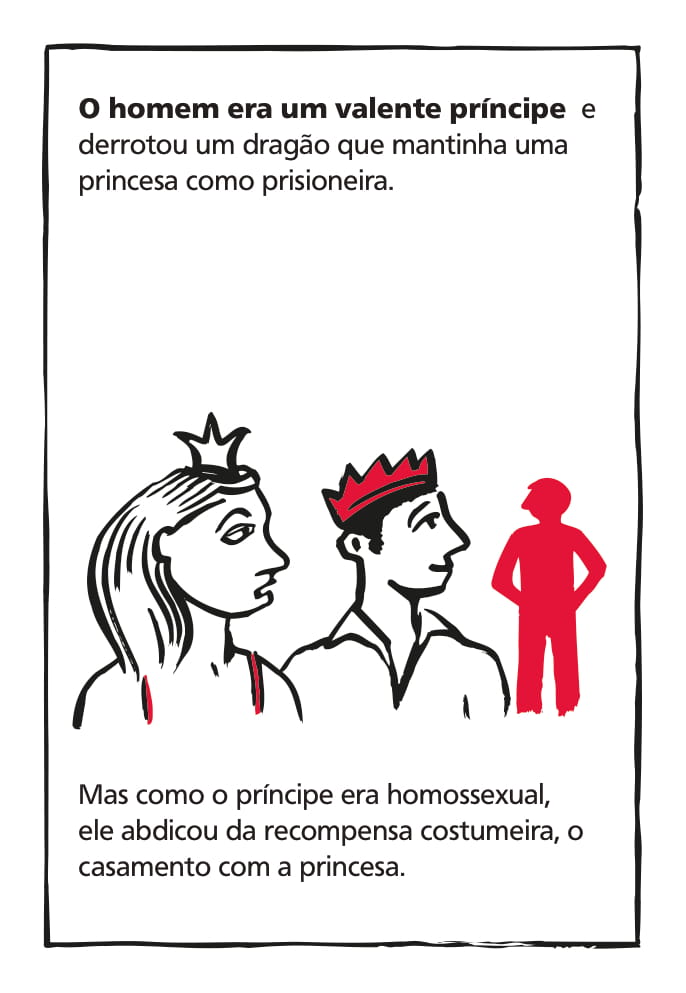 O homem era um valente príncipe e
derrotou um dragão que mantinha uma
princesa como prisioneira.
Mas como o príncipe era homossexual,
ele abdicou da recompensa costumeira, o
casamento com a princesa.